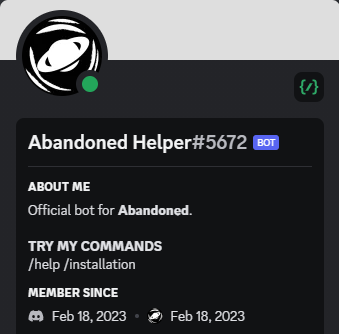 Abandoned Helper#5672 BOT
ABOUT ME
Official bot for Abandoned.
TRY MY COMMANDS
/help /installation
MEMBER SINCE
Feb 18, 2023 • Feb 18, 2023